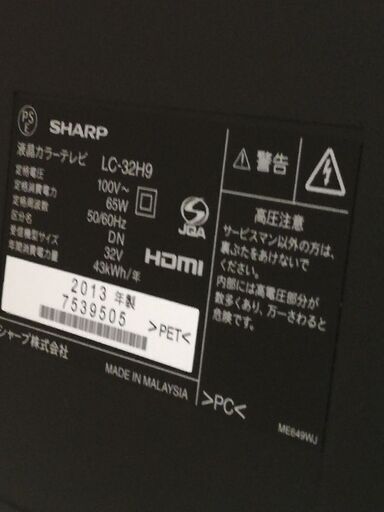 PS
E
SHARP
液晶カラーテレビ LC-32H9
定格電圧 100V~
定格消費電力 65W
定格周波数 50/60Hz
区分名 DN
受信機型サイズ 32V
年間消費電力量 43kWh/年
JQA
HDMI
2013 年製
7539505
>PET<
シャープ株式会社
MADE IN MALAYSIA
警告
高圧注意
サービスマン以外の方は、
裏ぶたをあけないで
ください。
内部には高電圧部分が
数多くあり、万一さわると
危険です。
>PC<
ME649WJ